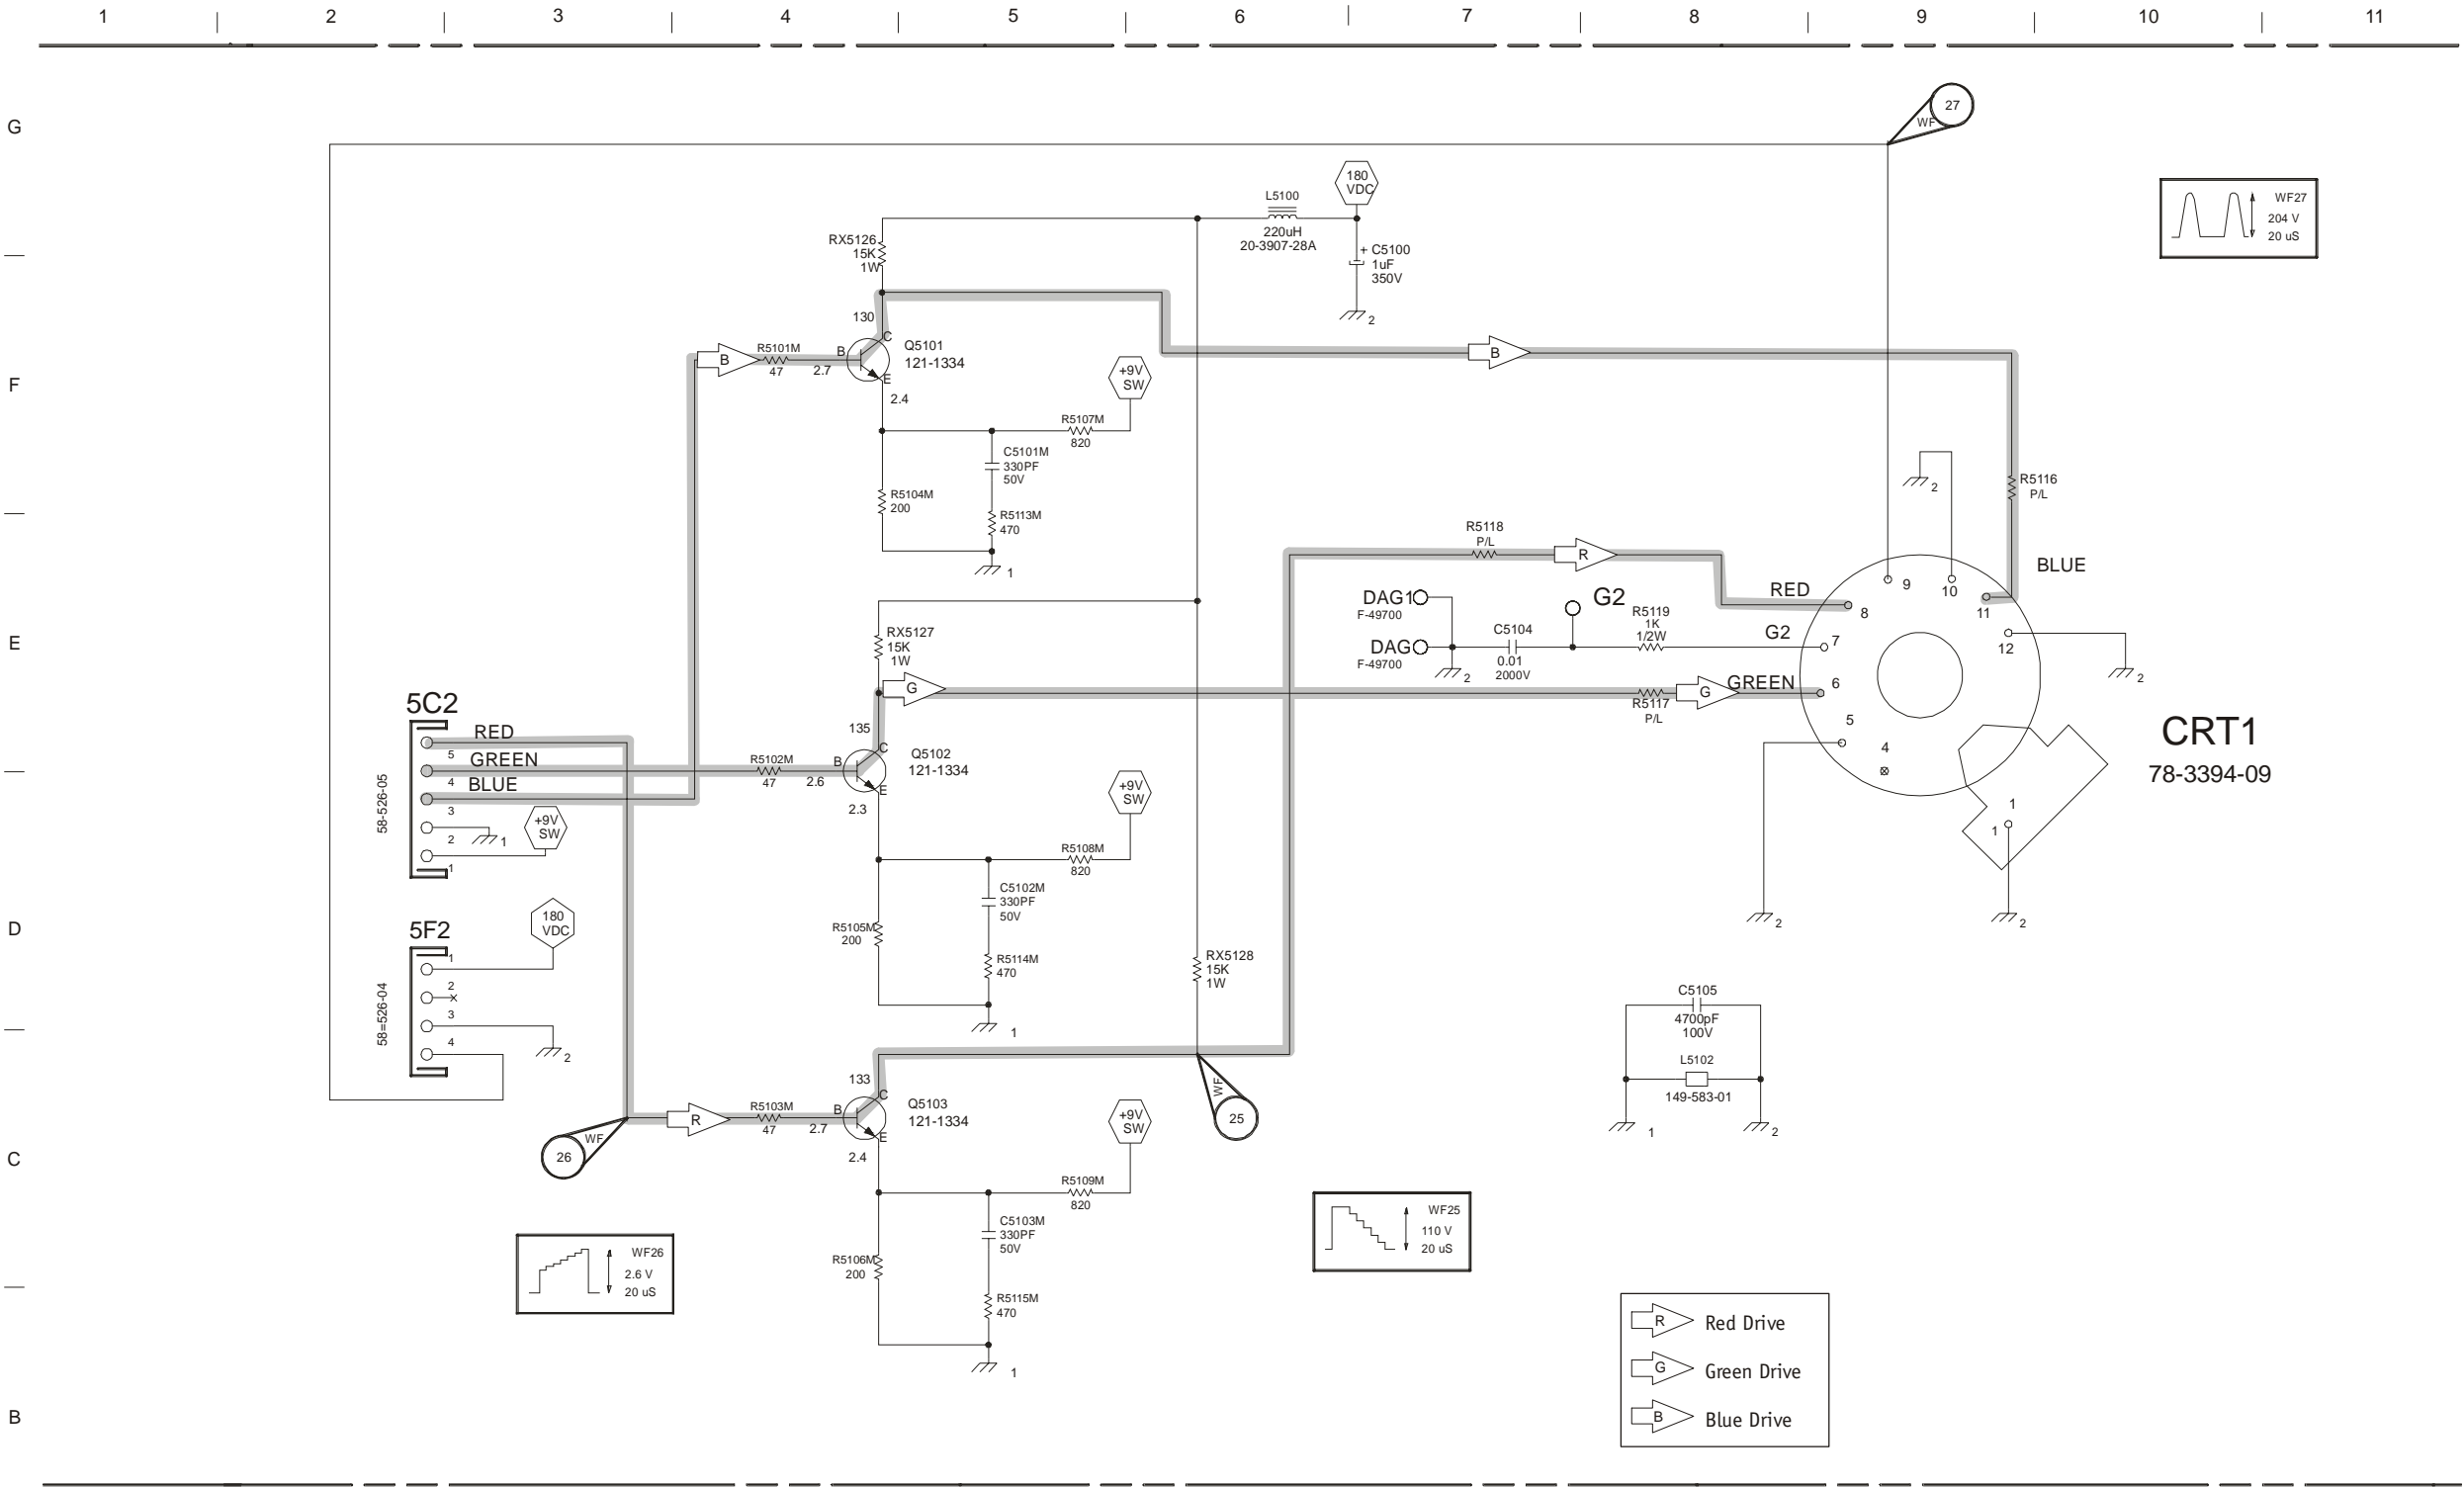 1 2 3 4 5 6 7 8 9 10 11
G
27
WF
180
VDC
L5100
220uH
20-3907-28A
WF27
204 V
20 uS
RX5126
15K
1W
+ C5100
1uF
350V
2
130
C
B
R5101M
47
B
2.7
Q5101
121-1334
E
2.4
+9V
SW
B
F
R5107M
820
C5101M
330PF
50V
R5104M
200
R5113M
470
1
2
R5116
P/L
R5118
P/L
R
BLUE
RED
8
9
10
11
12
2
DAG1
F-49700
G2
R5119
1K
1/2W
G2
7
E
DAG
F-49700
2
C5104
0.01
2000V
RX5127
15K
1W
G
R5117
P/L
G
GREEN
6
5
4
1
1
2
2
CRT1
78-3394-09
5C2
58-526-05
RED
5
GREEN
4
BLUE
3
2
1
1
+9V
SW
135
C
R5102M
47
B
2.6
Q5102
121-1334
E
2.3
+9V
SW
R5108M
820
C5102M
330PF
50V
R5105M
200
R5114M
470
1
D
5F2
58=526-04
180
VDC
1
2
3
4
2
RX5128
15K
1W
C5105
4700pF
100V
L5102
149-583-01
1
2
133
C
R
R5103M
47
B
2.7
Q5103
121-1334
E
2.4
+9V
SW
WF
25
WF
26
C
R5109M
820
C5103M
330PF
50V
R5106M
200
R5115M
470
1
WF26
2.6 V
20 uS
WF25
110 V
20 uS
R Red Drive
G Green Drive
B Blue Drive
B